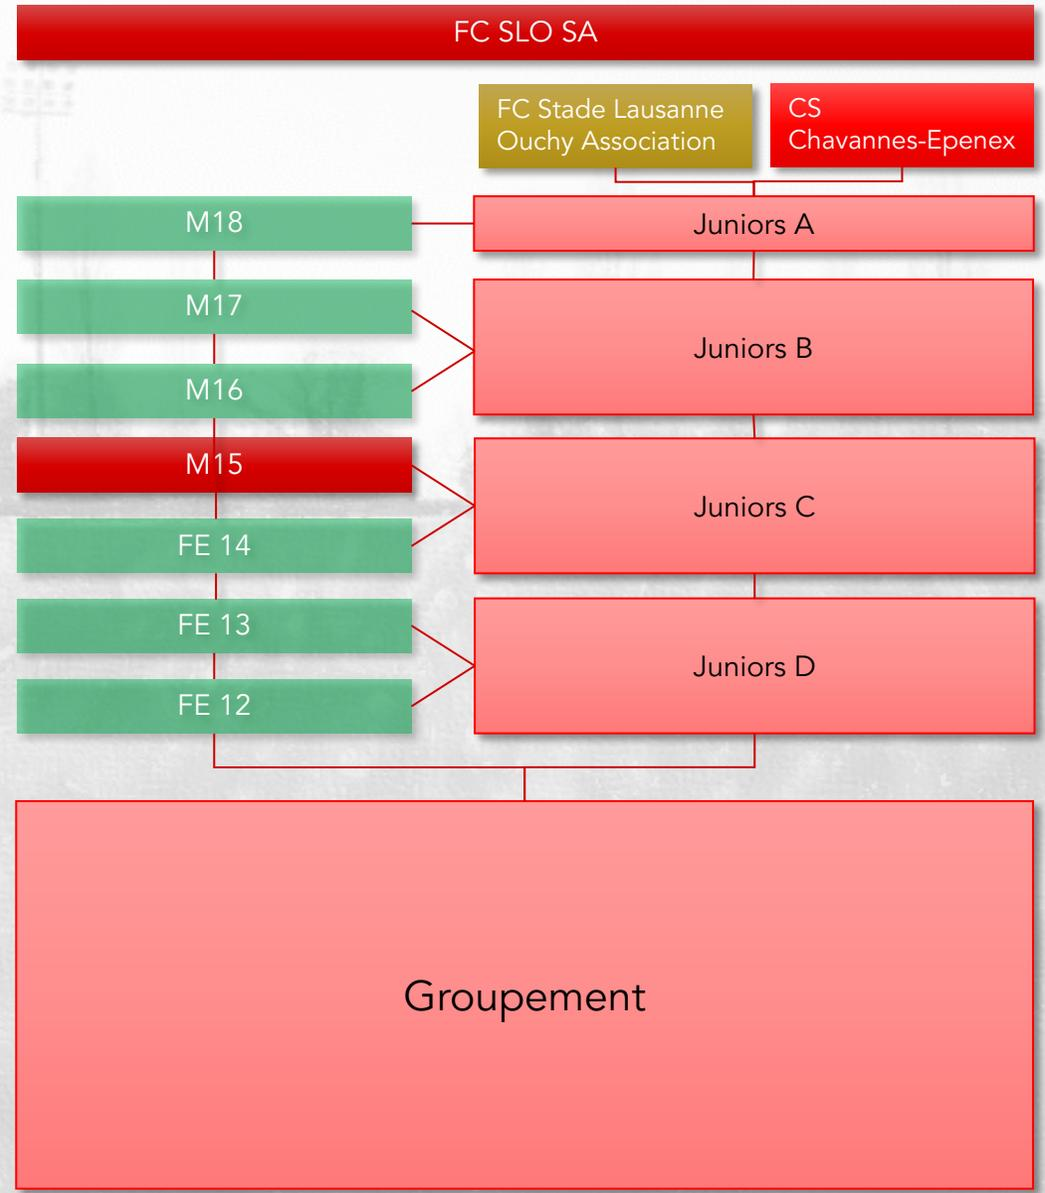 FC SLO SA
FC Stade Lausanne
Ouchy Association
CS
Chavannes-Epenex
M18
Juniors A
M17
Juniors B
M16
M15
Juniors C
FE 14
FE 13
Juniors D
FE 12
Groupement